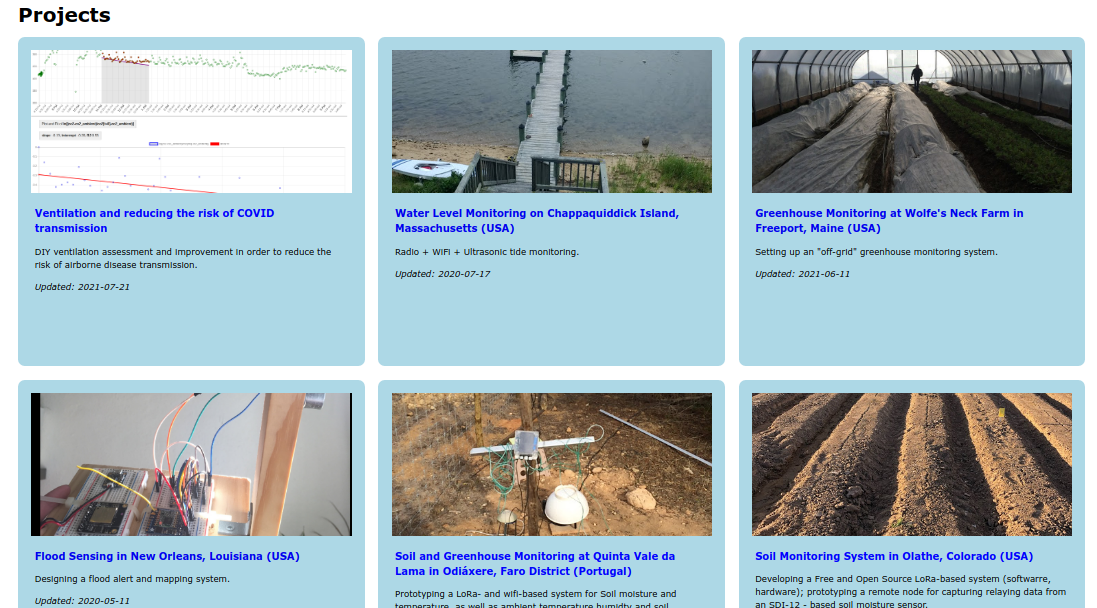 Projects
Ventilation and reducing the risk of COVID
transmission
DIY ventilation assessment and improvement in order to reduce the
risk of airborne disease transmission.
Updated: 2021-07-21
Water Level Monitoring on Chappaquiddick Island,
Massachusetts (USA)
Radio + WiFi + Ultrasonic tide monitoring.
Updated: 2020-07-17
Greenhouse Monitoring at Wolfe's Neck Farm in
Freeport, Maine (USA)
Setting up an "off-grid" greenhouse monitoring system.
Updated: 2021-06-11
Flood Sensing in New Orleans, Louisiana (USA)
Designing a flood alert and mapping system.
Updated: 2020-05-11
Soil and Greenhouse Monitoring at Quinta Vale da
Lama in Odiáxere, Faro District (Portugal)
Prototyping a LoRa- and wifi-based system for Soil moisture and
temperature, as well as ambient temperature humidty and soil
Soil Monitoring System in Olathe, Colorado (USA)
Developing a Free and Open Source LoRa-based system (softwarre,
hardware); prototyping a remote node for capturing relaying data from
an SDI-12 - based soil moisture sensor.